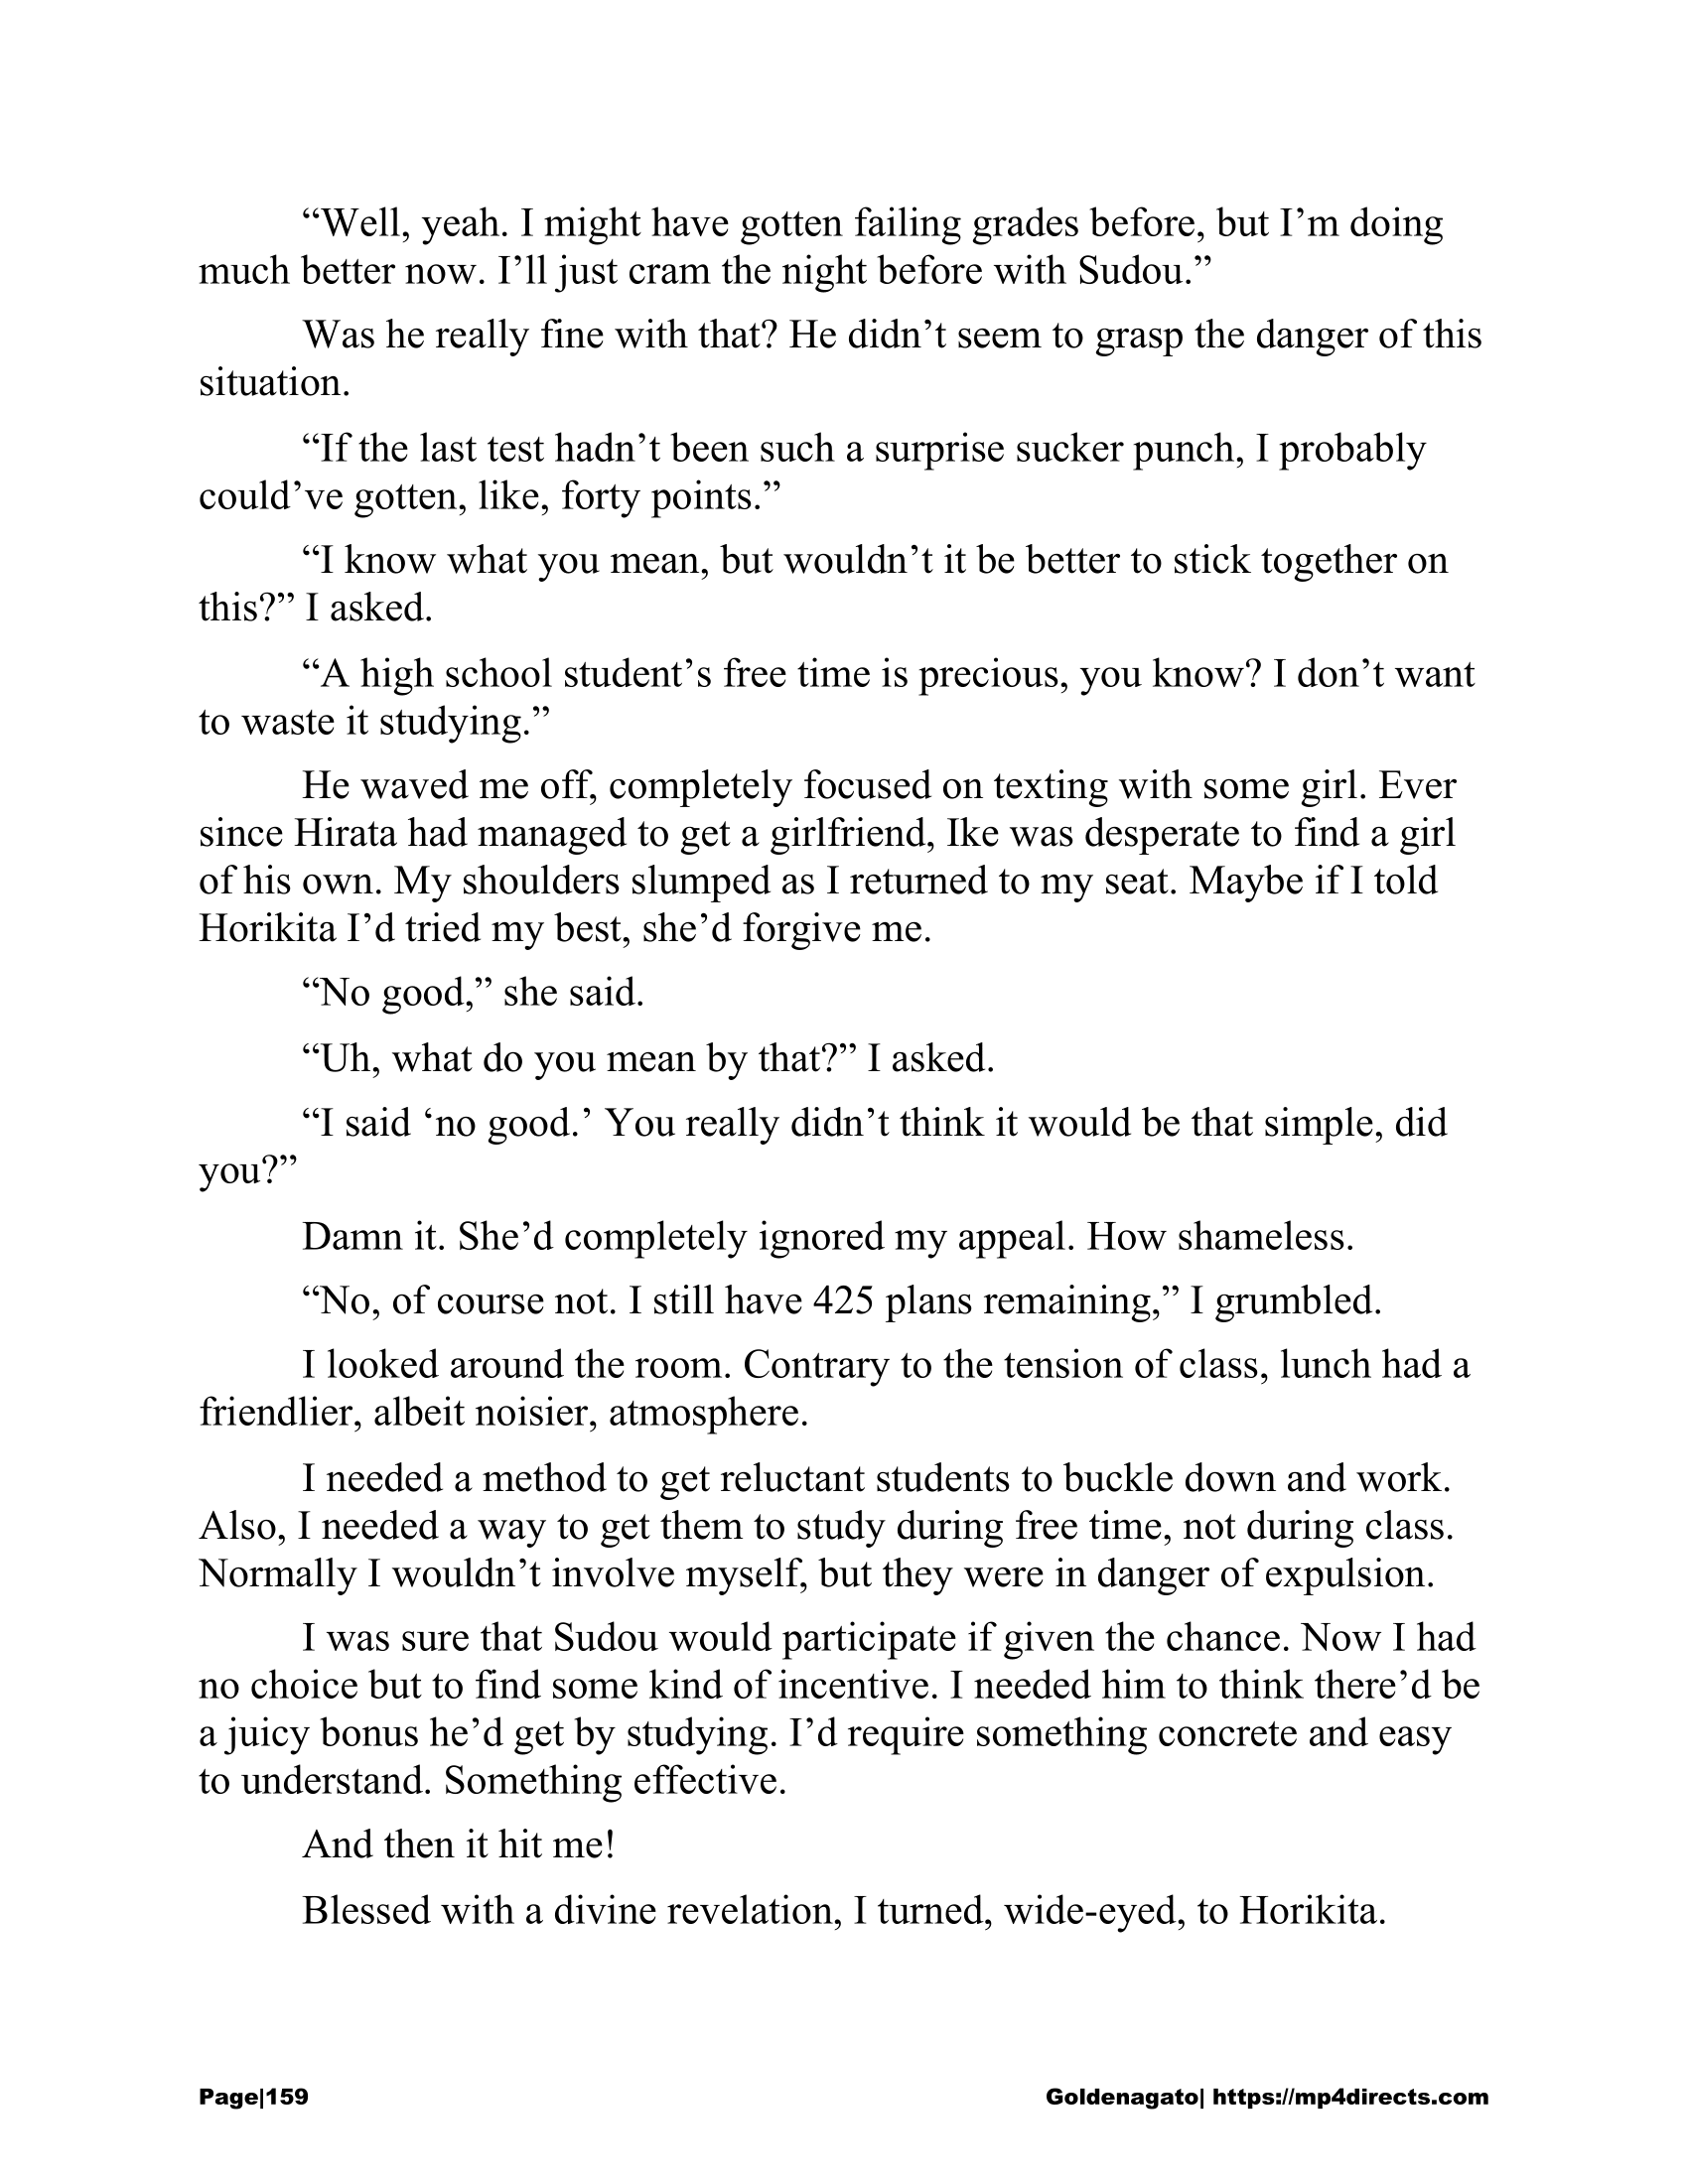 “Well, yeah. I might have gotten failing grades before, but I’m doing
much better now. I’ll just cram the night before with Sudou.”
Was he really fine with that? He didn’t seem to grasp the danger of this
situation.
“If the last test hadn’t been such a surprise sucker punch, I probably
could’ve gotten, like, forty points.”
“I know what you mean, but wouldn’t it be better to stick together on
this?” I asked.
“A high school student’s free time is precious, you know? I don’t want
to waste it studying.”
He waved me off, completely focused on texting with some girl. Ever
since Hirata had managed to get a girlfriend, Ike was desperate to find a girl
of his own. My shoulders slumped as I returned to my seat. Maybe if I told
Horikita I’d tried my best, she’d forgive me.
“No good,” she said.
“Uh, what do you mean by that?” I asked.
“I said ‘no good.’ You really didn’t think it would be that simple, did
you?”
Damn it. She’d completely ignored my appeal. How shameless.
“No, of course not. I still have 425 plans remaining,” I grumbled.
I looked around the room. Contrary to the tension of class, lunch had a
friendlier, albeit noisier, atmosphere.
I needed a method to get reluctant students to buckle down and work.
Also, I needed a way to get them to study during free time, not during class.
Normally I wouldn’t involve myself, but they were in danger of expulsion.
I was sure that Sudou would participate if given the chance. Now I had
no choice but to find some kind of incentive. I needed him to think there’d be
a juicy bonus he’d get by studying. I’d require something concrete and easy
to understand. Something effective.
And then it hit me!
Blessed with a divine revelation, I turned, wide-eyed, to Horikita.
Page|159 Goldenagato| https://mp4directs.com